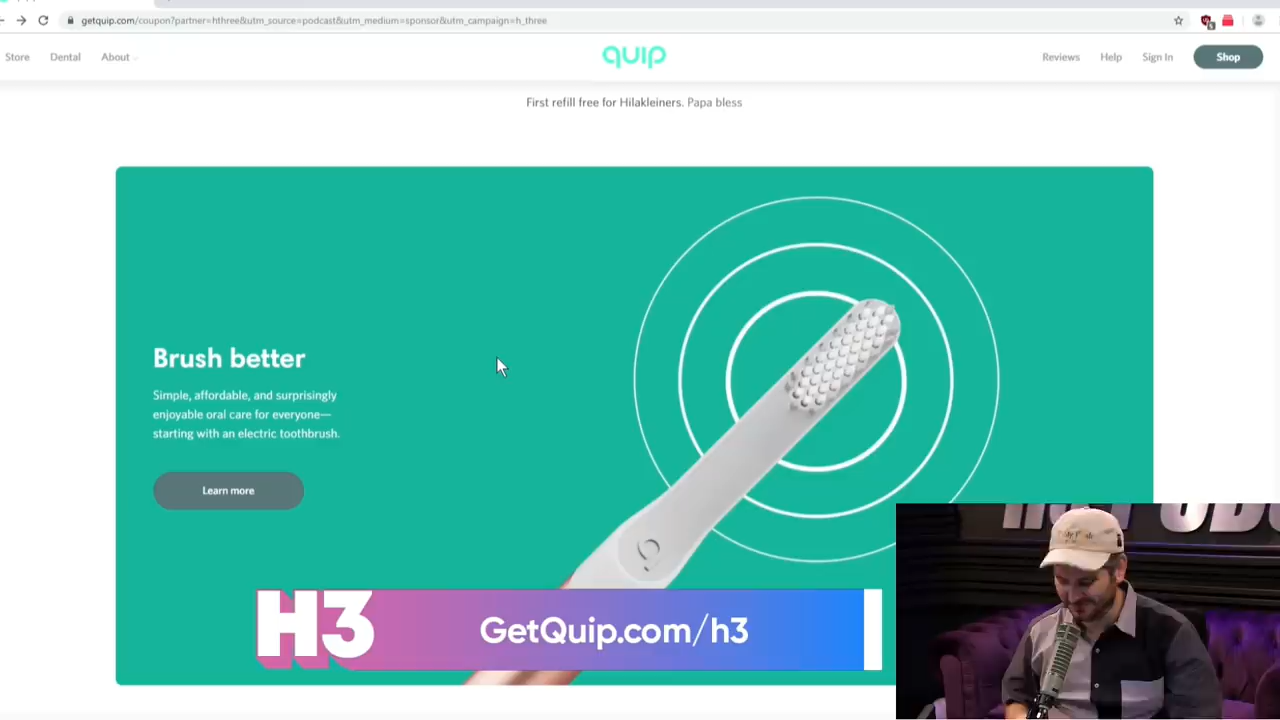 getquip.com/coupon?partner=hthree&utm_source=podcast&utm_medium=sponsor&utm_campaign=h_three
Store Dental About quip Reviews Help Sign In Shop
First refill free for Hilakleiners. Papa bless
Brush better
Simple, affordable, and surprisingly
enjoyable oral care for everyone—
starting with an electric toothbrush.
Learn more
H3 GetQuip.com/h3